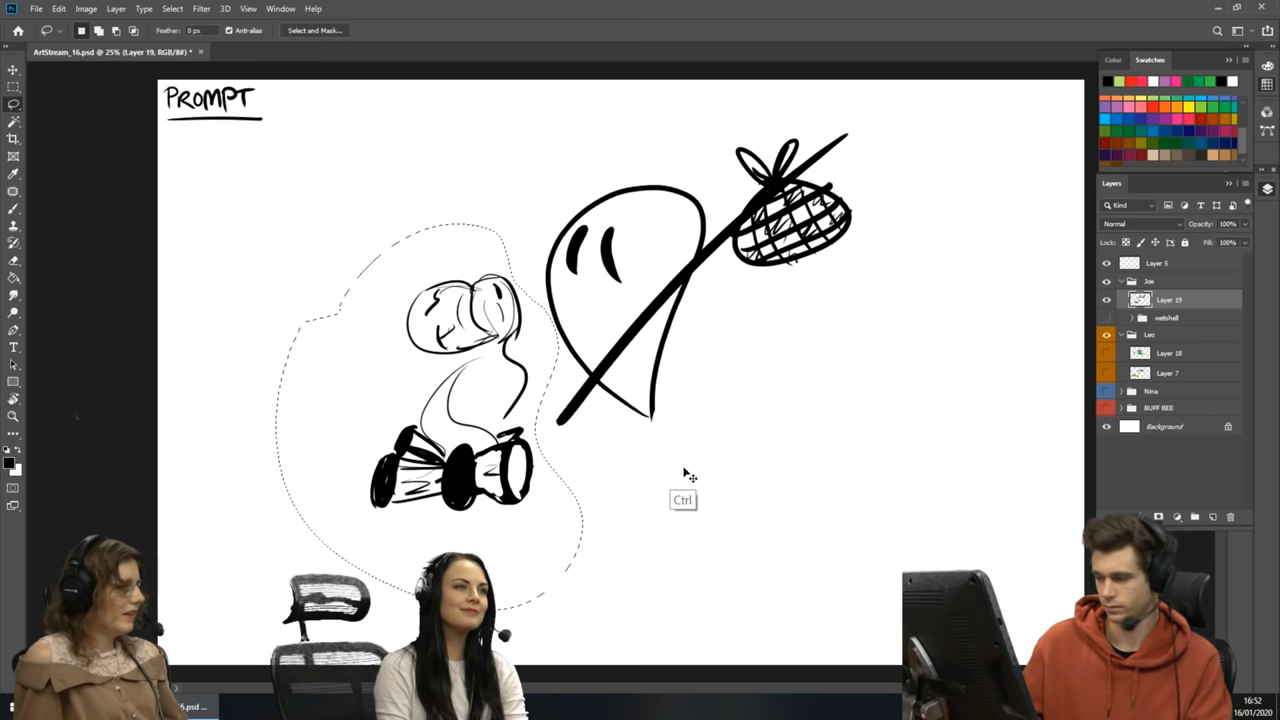 Ps File Edit Image Layer Type Select Filter 3D View Window Help
Feather: 0 px Anti-alias Select and Mask...
ArtStream_16.psd @ 25% (Layer 19, RGB/8#) * ×
Color Swatches
PROMPT
Layers
Kind
Normal Opacity: 100%
Lock: Fill: 100%
Layer 5
Joe
Layer 19
wetshell
Leo
Layer 18
Layer 7
Nina
BUFF BEE
Background
Ctrl
6.psd ...
16:52
16/01/2020